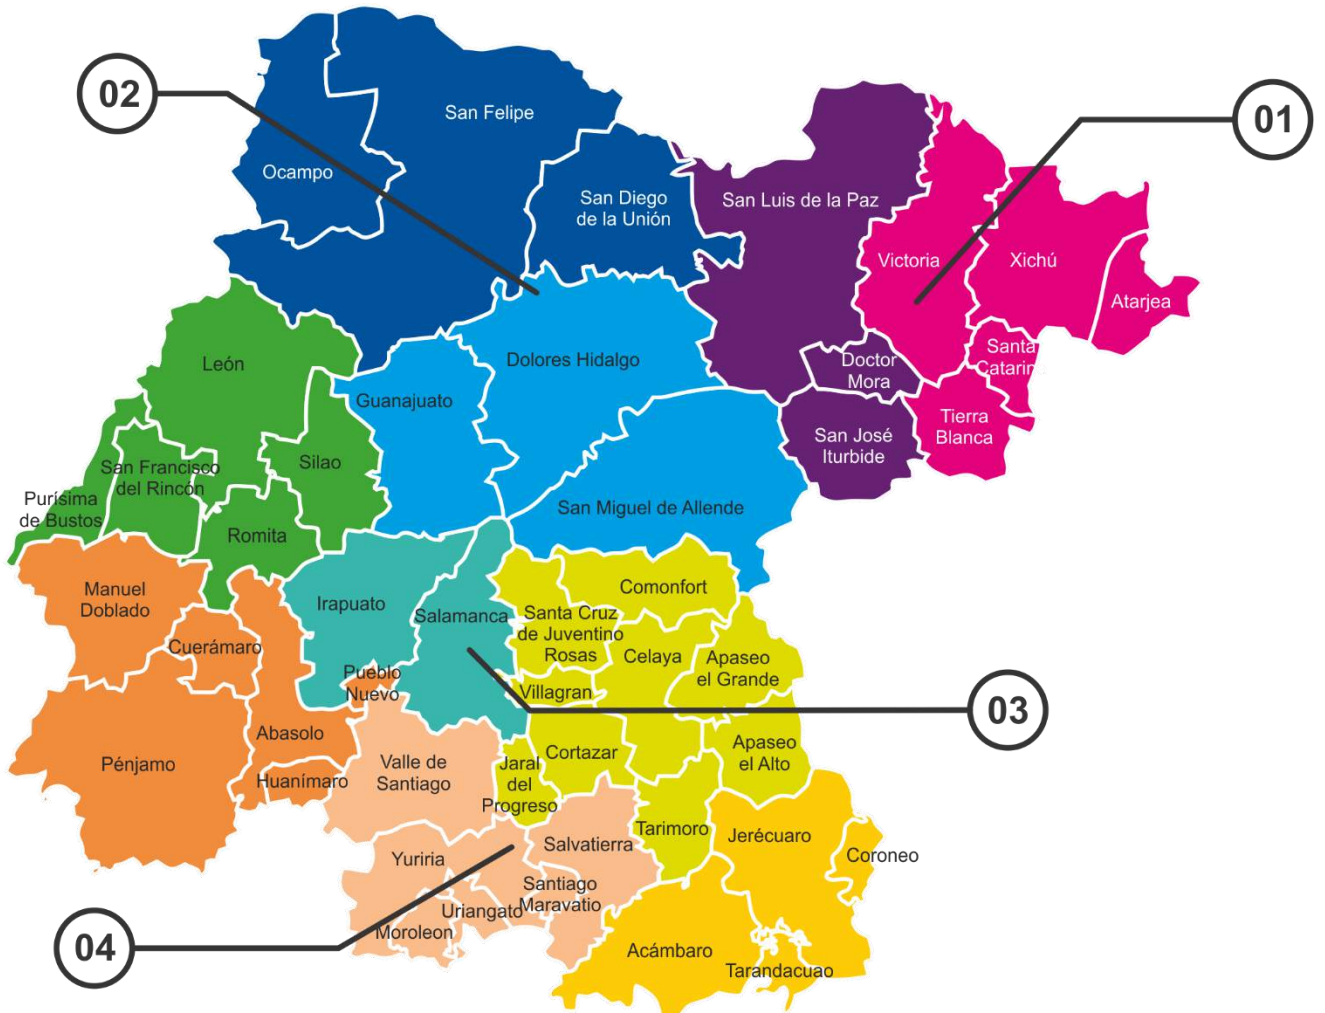 02
01
San Felipe
Ocampo
San Diego
de la Unión
San Luis de la Paz
Victoria
Xichú
Atarjea
León
Guanajuato
Dolores Hidalgo
Doctor
Mora
Santa
Catarina
Tierra
Blanca
San José
Iturbide
San Francisco
del Rincón
Silao
Purísima
de Bustos
Romita
San Miguel de Allende
Manuel
Doblado
Irapuato
Salamanca
Comonfort
Santa Cruz
de Juventino
Rosas
Cuerámaro
Celaya
Apaseo
el Grande
Pueblo
Nuevo
Villagran
03
Abasolo
Pénjamo
Huanímaro
Valle de
Santiago
Jaral
del
Progreso
Cortazar
Apaseo
el Alto
Tarimoro
Jerécuaro
Coroneo
Yuriria
Salvatierra
Santiago
Maravatio
Uriangato
Moroleon
04
Acámbaro
Tarandacuao